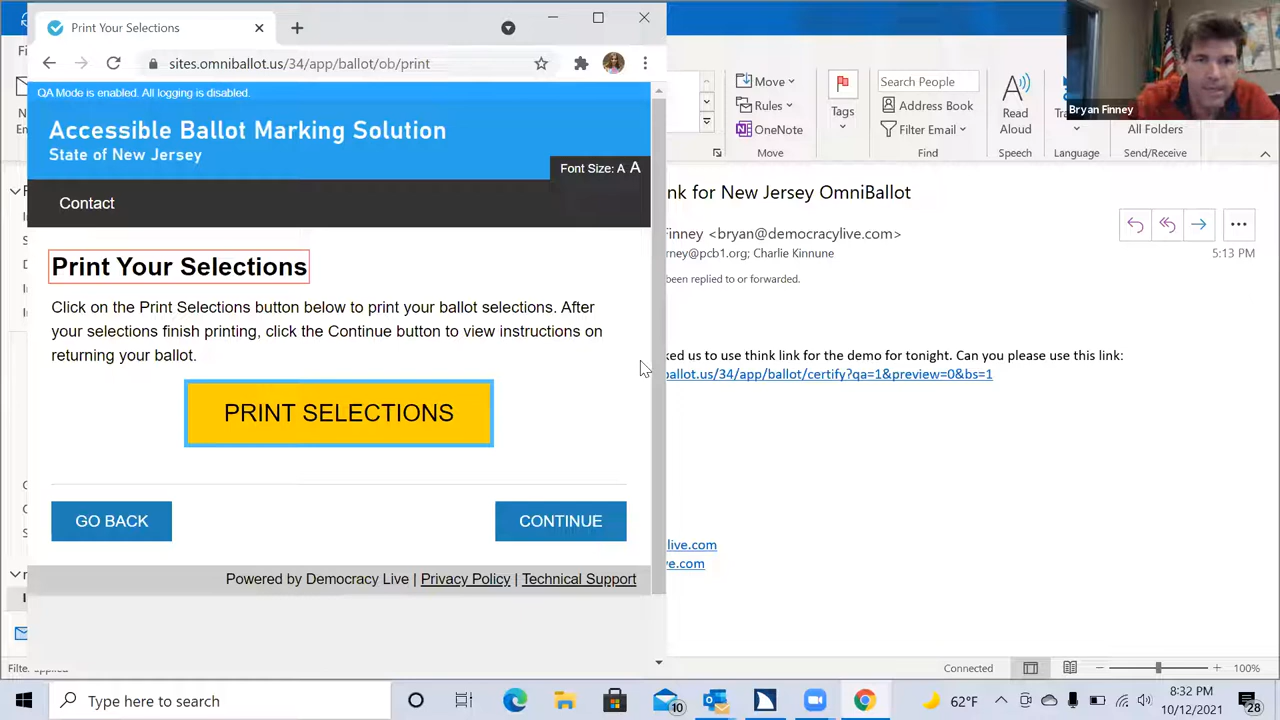 Print Your Selections
sites.omniballot.us/34/app/ballot/ob/print
QA Mode is enabled. All logging is disabled.
Accessible Ballot Marking Solution
State of New Jersey
Font Size: A A
Contact
Print Your Selections
Click on the Print Selections button below to print your ballot selections. After
your selections finish printing, click the Continue button to view instructions on
returning your ballot.
PRINT SELECTIONS
GO BACK
CONTINUE
Powered by Democracy Live | Privacy Policy | Technical Support
Move
Rules
OneNote
Move
Tags
Search People
Address Book
Filter Email
Find
Read
Aloud
Speech
Language
All Folders
Send/Receive
Bryan Finney
nk for New Jersey OmniBallot
Finney <bryan@democracylive.com>
rney@pcb1.org; Charlie Kinnune
5:13 PM
been replied to or forwarded.
ked us to use think link for the demo for tonight. Can you please use this link:
ballot.us/34/app/ballot/certify?qa=1&preview=0&bs=1
live.com
e.com
Connected
100%
Type here to search
10
62°F
8:32 PM
10/12/2021
28